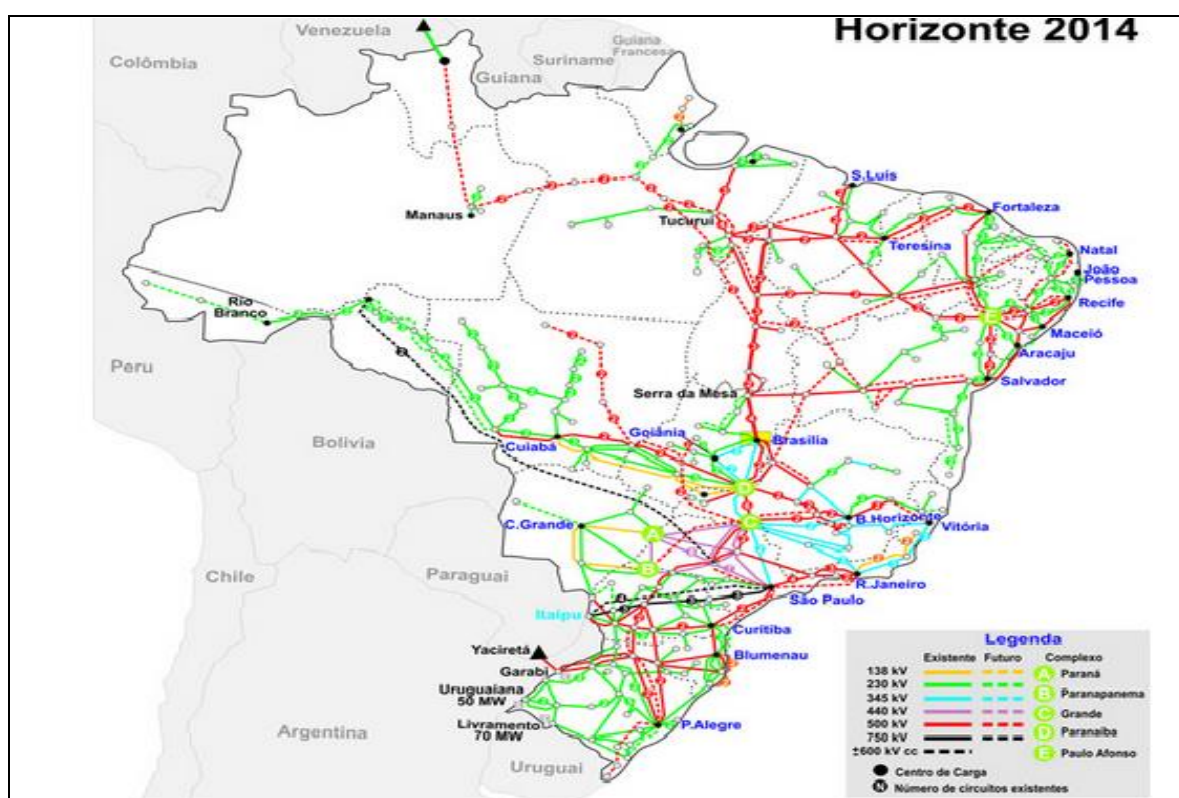 Horizonte 2014
Venezuela
Guiana
Francesa
Suriname
Colômbia
Guiana
S.Luís
Fortaleza
Manaus
Tucuruí
Teresina
Natal
João
Pessoa
Rio
Branco
Recife
E
Maceió
Aracaju
Peru
Salvador
Serra da Mesa
Goiânia
Brasília
Cuiabá
Bolivia
D
C.Grande
A
C
B.Horizonte
Vitória
B
Chile
Paraguai
R.Janeiro
São Paulo
Itaipu
Curitiba
Yaciretá
Blumenau
Garabi
Uruguaiana
50 MW
Livramento
70 MW
P.Alegre
Argentina
Uruguai
Legenda
Existente Futuro Complexo
138 kV A Paraná
230 kV B Paranapanema
345 kV
440 kV C Grande
500 kV D Paranaíba
750 kV
±600 kV cc E Paulo Afonso
Centro de Carga
N Número de circuitos existentes